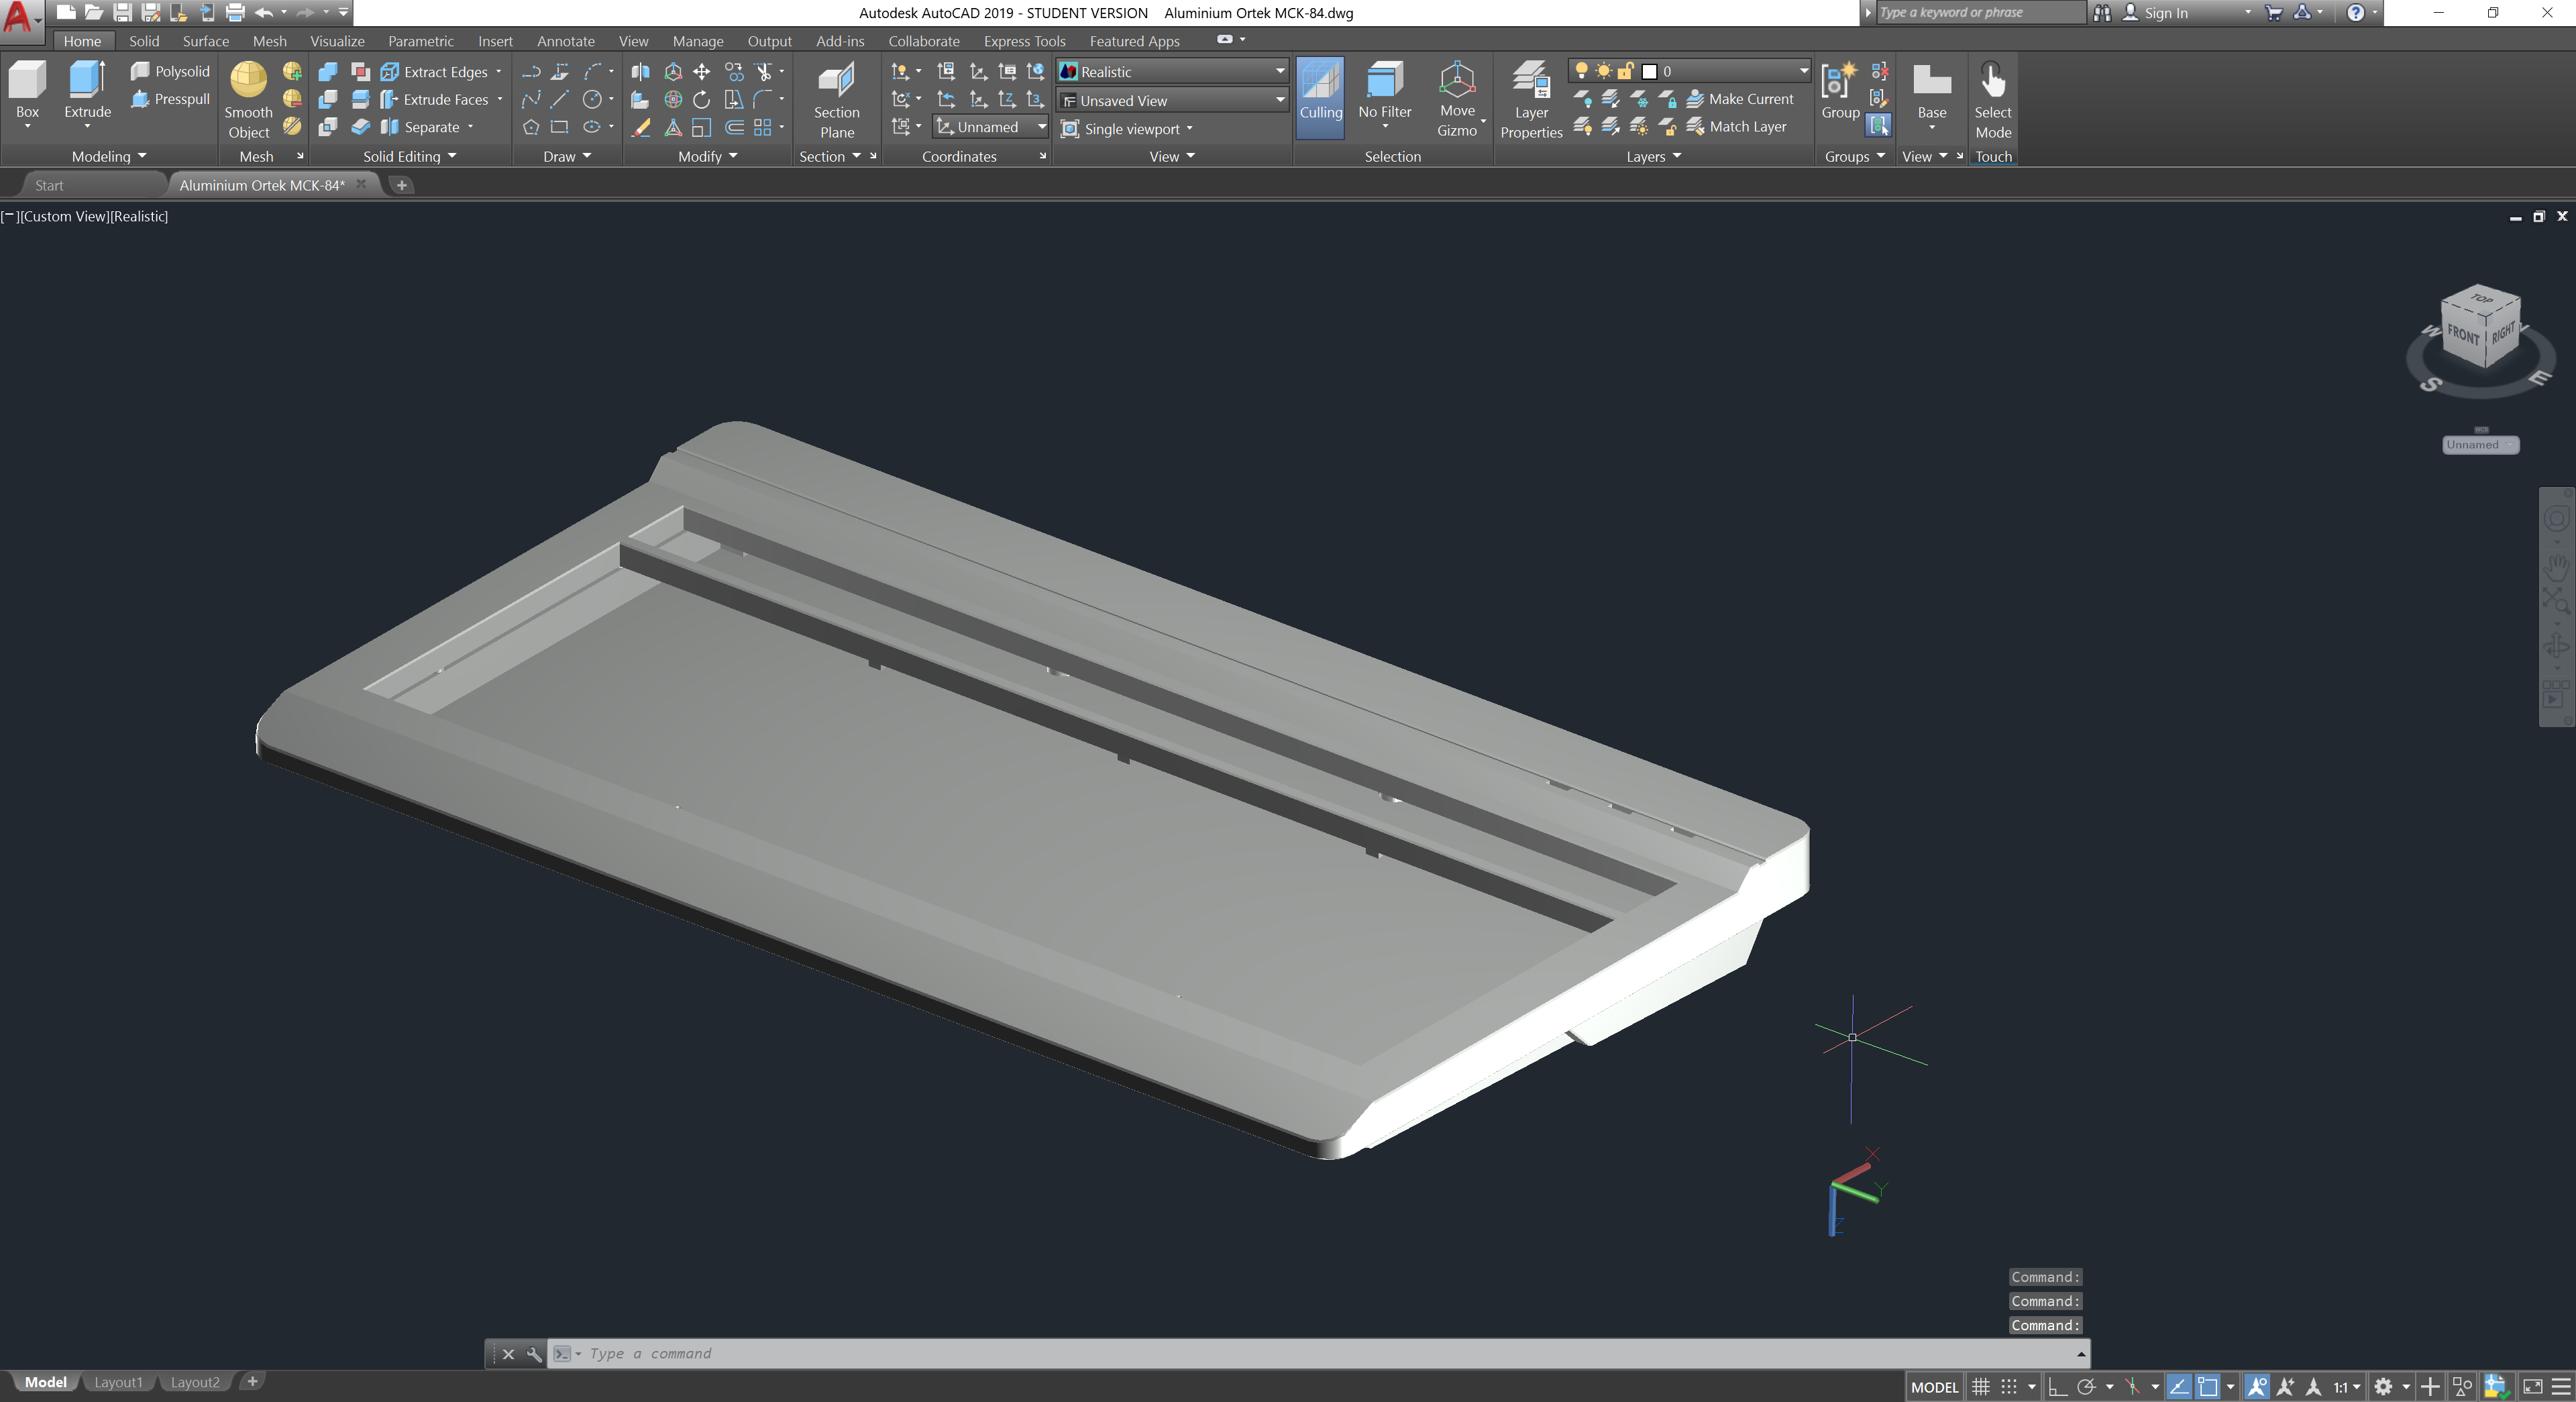 Autodesk AutoCAD 2019 - STUDENT VERSION Aluminium Ortek MCK-84.dwg
Type a keyword or phrase
Sign In
Home Solid Surface Mesh Visualize Parametric Insert Annotate View Manage Output Add-ins Collaborate Express Tools Featured Apps
Box
Extrude
Polysolid
Presspull
Modeling
Smooth
Object
Mesh
Extract Edges
Extrude Faces
Separate
Solid Editing
Draw
Modify
Section
Plane
Section
Unnamed
Coordinates
Realistic
Unsaved View
Single viewport
View
Culling
No Filter
Move
Gizmo
Selection
Layer
Properties
0
Make Current
Match Layer
Layers
Group
Groups
Base
View
Select
Mode
Touch
Start
Aluminium Ortek MCK-84*
[−][Custom View][Realistic]
TOP
FRONT
RIGHT
W
S
E
WCS
Unnamed
X
Y
Z
Command:
Command:
Command:
Type a command
Model Layout1 Layout2
MODEL
1:1